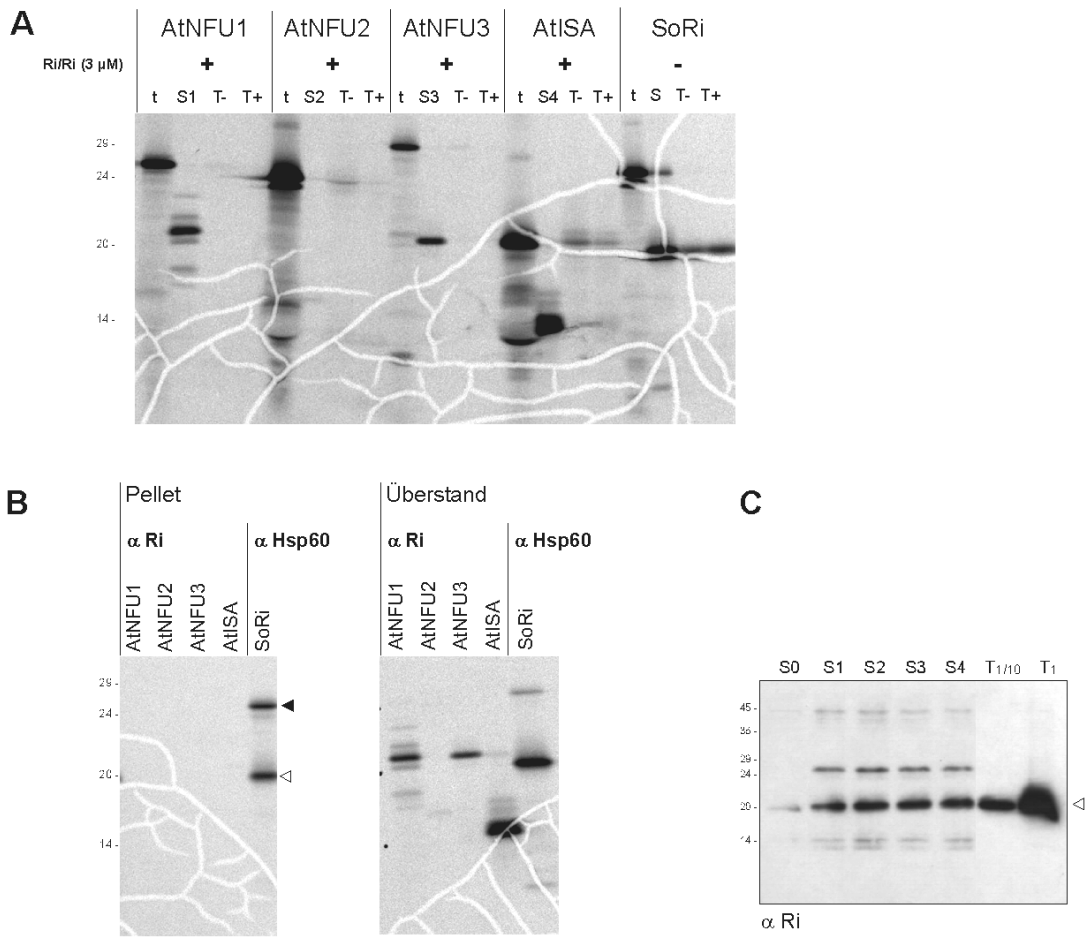 A
AtNFU1 AtNFU2 AtNFU3 AtISA SoRi
Ri/Ri (3 µM) + + + + -
t S1 T- T+ t S2 T- T+ t S3 T- T+ t S4 T- T+ t S T- T+
29 -
24 -
20 -
14 -
B
Pellet
α Ri α Hsp60
AtNFU1 AtNFU2 AtNFU3 AtISA SoRi
29 -
24 -
20 -
14 -
Überstand
α Ri α Hsp60
AtNFU1 AtNFU2 AtNFU3 AtISA SoRi
C
S0 S1 S2 S3 S4 T1/10 T1
45 -
36 -
29 -
24 -
20 -
14 -
α Ri